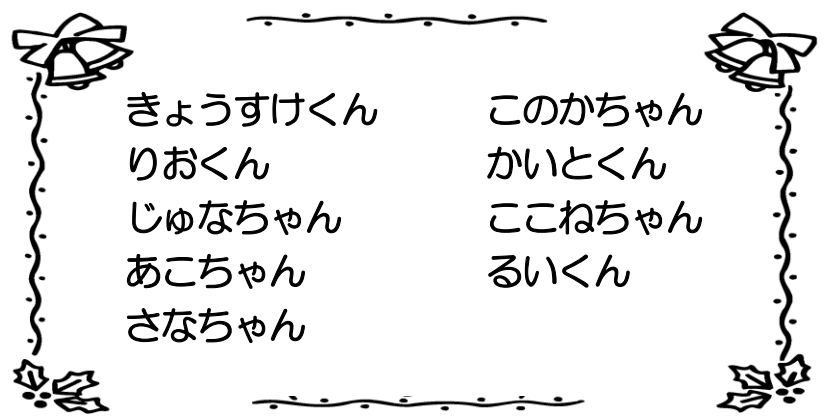 きょうすけくん
りおくん
じゅなちゃん
あこちゃん
さなちゃん
このかちゃん
かいとくん
ここねちゃん
るいくん